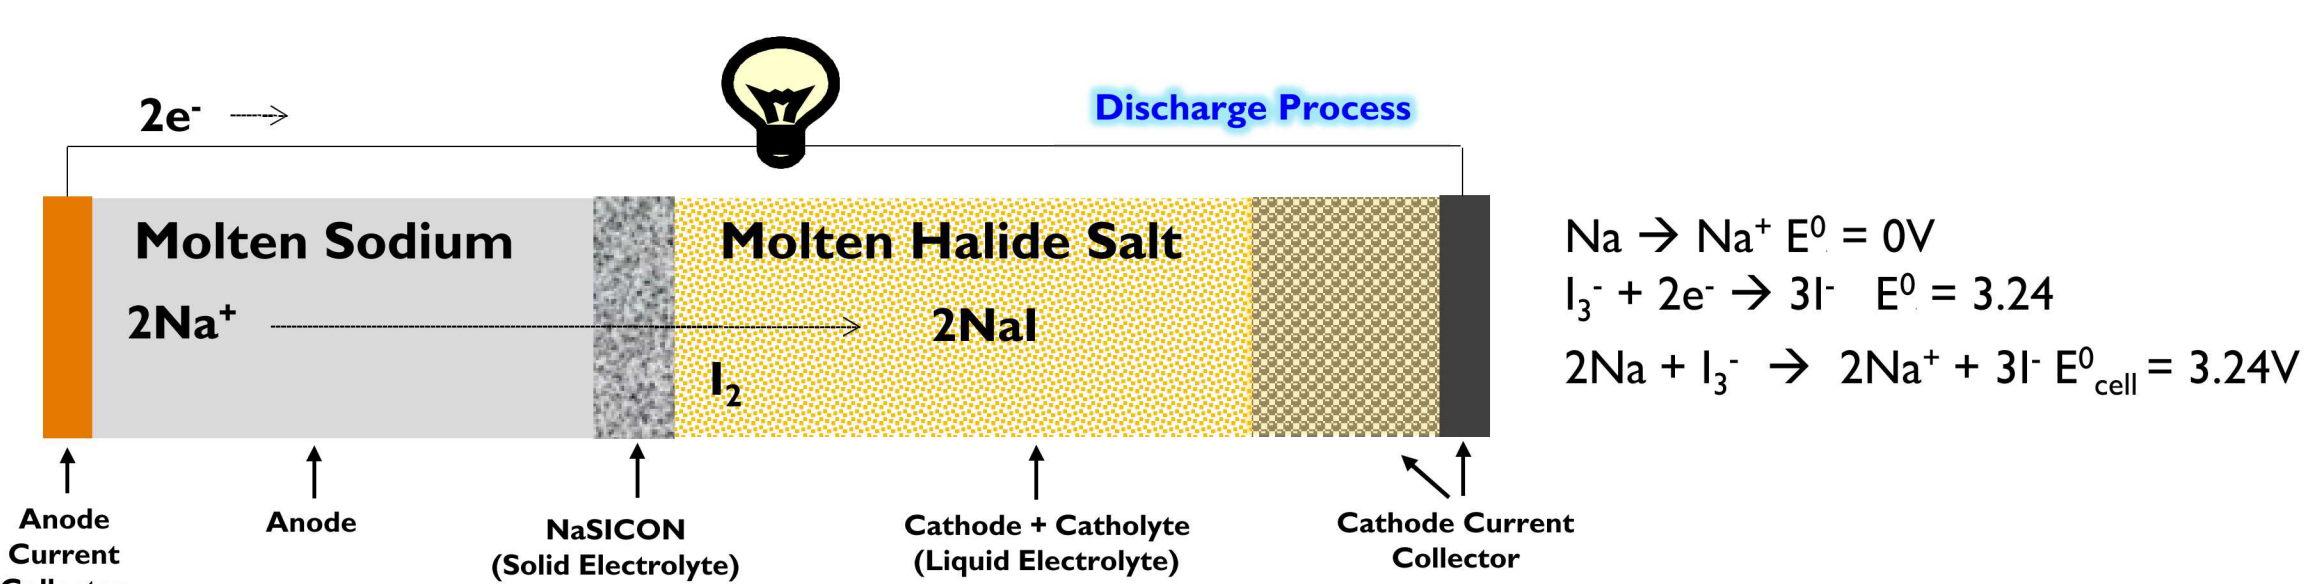 2e⁻
Discharge Process
Molten Sodium
Molten Halide Salt
2Na⁺
2NaI
I₂
Na → Na⁺ E⁰ = 0V
I₃⁻ + 2e⁻ → 3I⁻ E⁰ = 3.24
2Na + I₃⁻ → 2Na⁺ + 3I⁻ E⁰cell = 3.24V
Anode
Current
Anode
NaSICON
(Solid Electrolyte)
Cathode + Catholyte
(Liquid Electrolyte)
Cathode Current
Collector